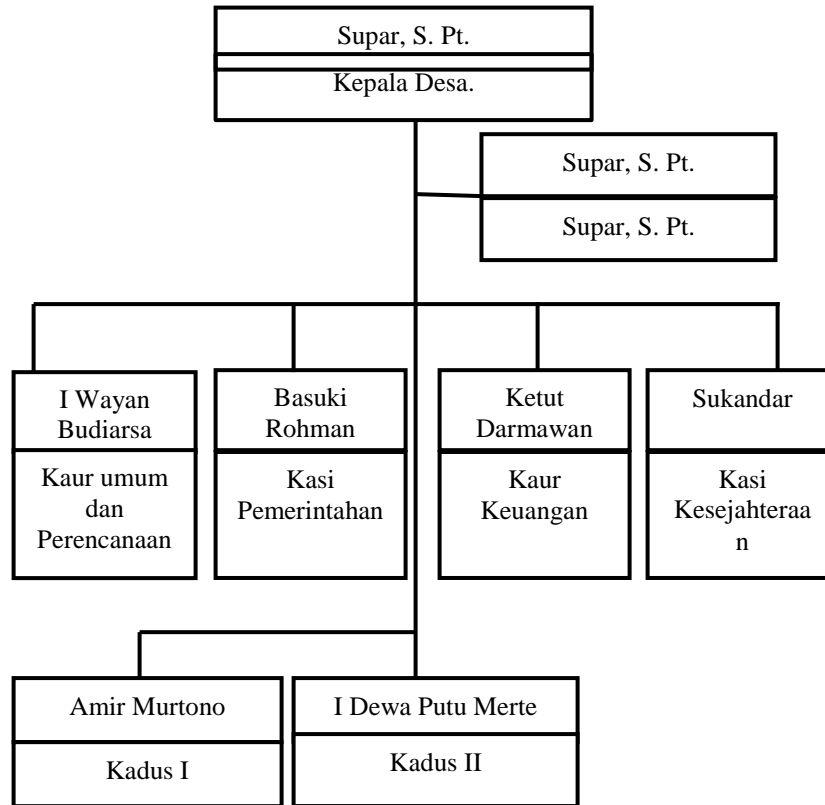 Supar, S. Pt.
Kepala Desa.
Supar, S. Pt.
Supar, S. Pt.
I Wayan
Budiarsa
Kaur umum
dan
Perencanaan
Basuki
Rohman
Kasi
Pemerintahan
Ketut
Darmawan
Kaur
Keuangan
Sukandar
Kasi
Kesejahteraa
n
Amir Murtono
Kadus I
I Dewa Putu Merte
Kadus II